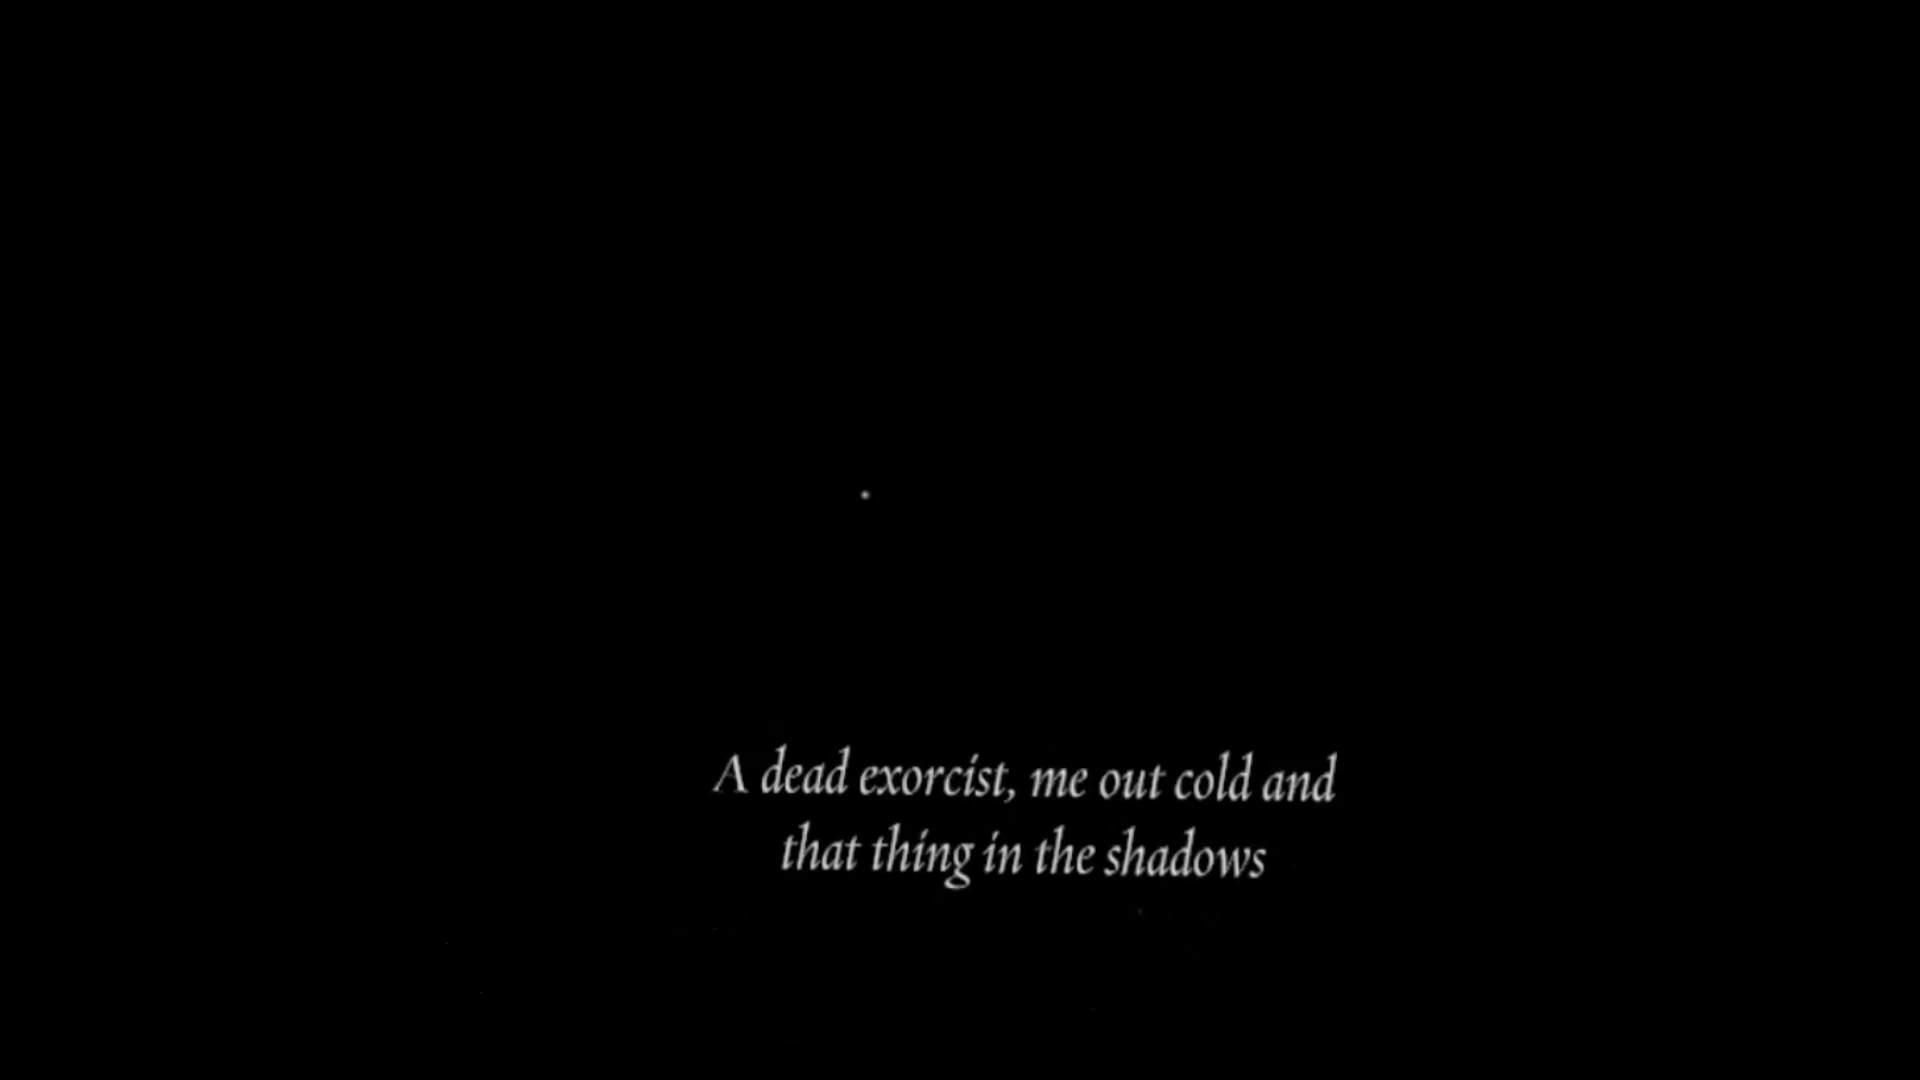 A dead exorcist, me out cold and
that thing in the shadows